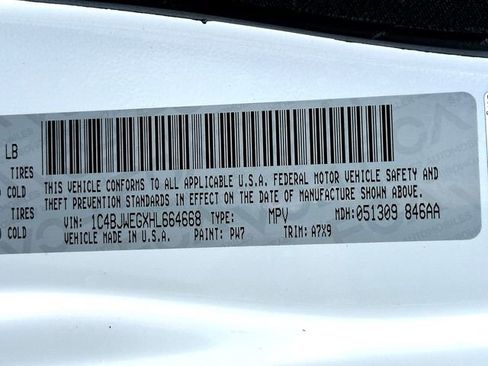 LB
TIRES
COLD
TIRES
COLD
THIS VEHICLE CONFORMS TO ALL APPLICABLE U.S.A. FEDERAL MOTOR VEHICLE SAFETY AND
THEFT PREVENTION STANDARDS IN EFFECT ON THE DATE OF MANUFACTURE SHOWN ABOVE.
VIN: 1C4BJWEGXHL664668 TYPE: MPV MDH:051309 846AA
VEHICLE MADE IN U.S.A. PAINT: PW7 TRIM: A7X9